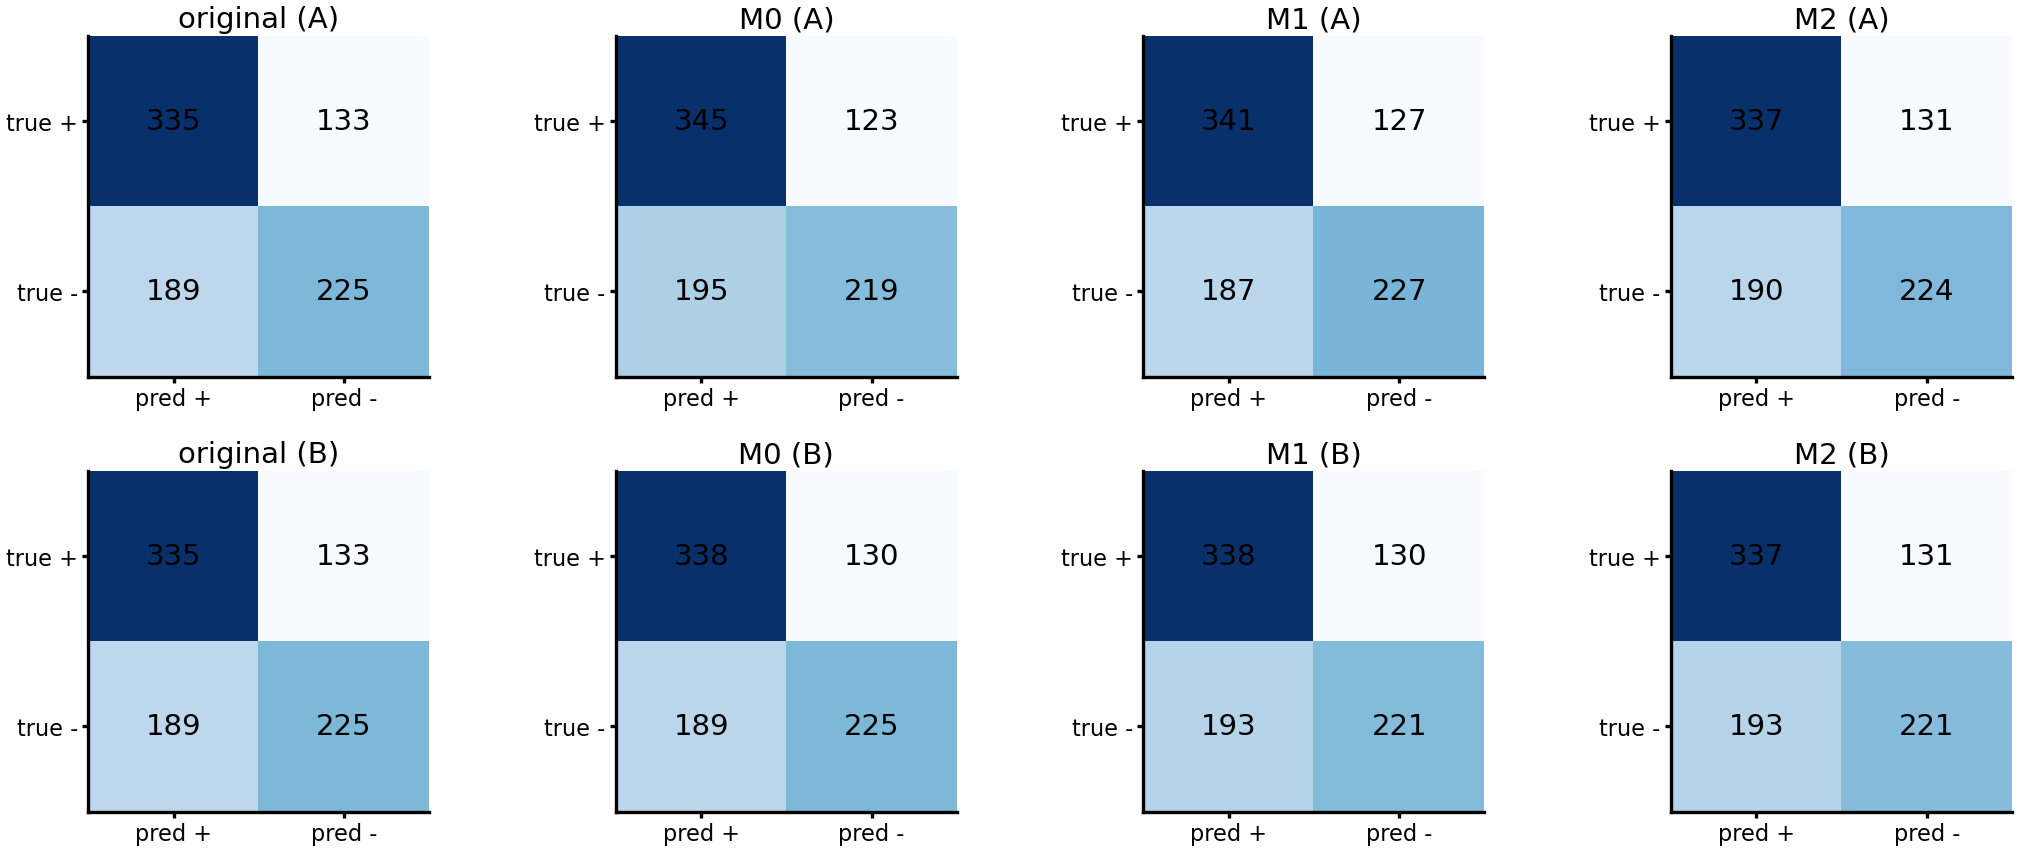 original (A) M0 (A) M1 (A) M2 (A)
true + 335 133 true + 345 123 true + 341 127 true + 337 131
true - 189 225 true - 195 219 true - 187 227 true - 190 224
pred + pred - pred + pred - pred + pred - pred + pred -
original (B) M0 (B) M1 (B) M2 (B)
true + 335 133 true + 338 130 true + 338 130 true + 337 131
true - 189 225 true - 189 225 true - 193 221 true - 193 221
pred + pred - pred + pred - pred + pred - pred + pred -